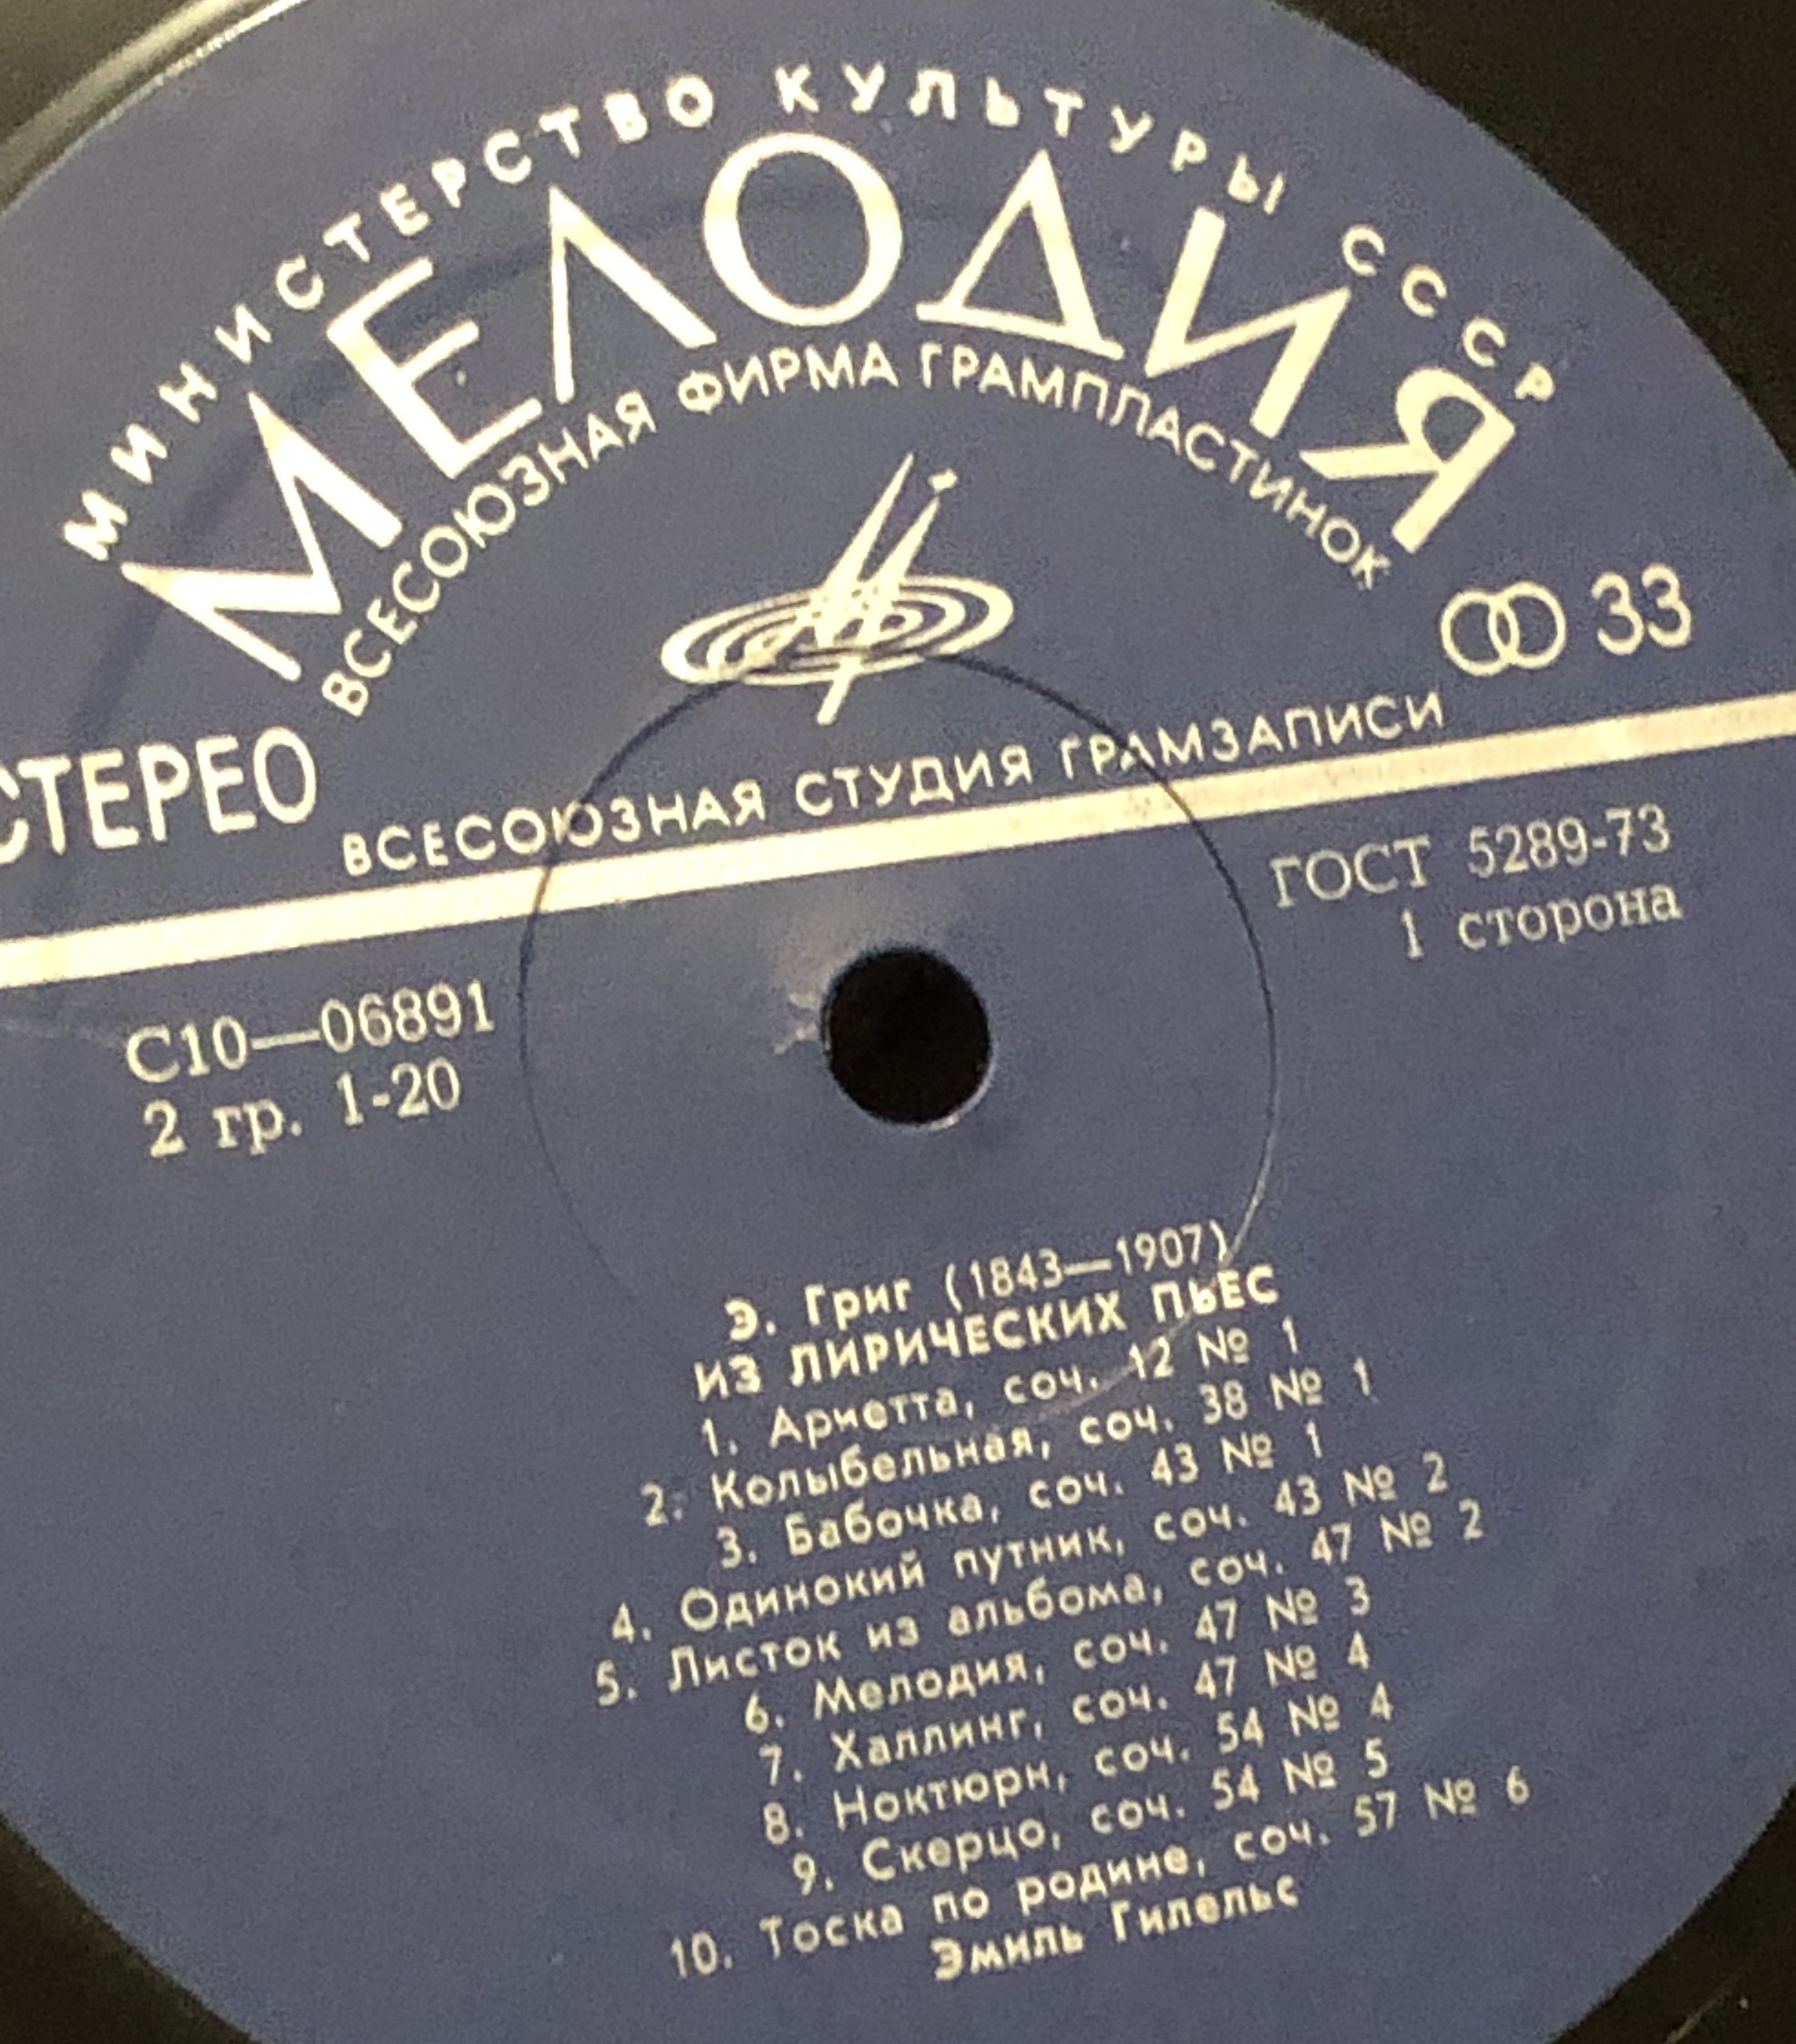 МИНИСТЕРСТВО КУЛЬТУРЫ СССР
МЕЛОДИЯ
ВСЕСОЮЗНАЯ ФИРМА ГРАМПЛАСТИНОК
33
СТЕРЕО
ВСЕСОЮЗНАЯ СТУДИЯ ГРАМЗАПИСИ
ГОСТ 5289-73
1 сторона
С10—06891
2 гр. 1-20
Э. Григ (1843—1907)
ИЗ ЛИРИЧЕСКИХ ПЬЕС
1. Ариетта, соч. 12 № 1
2. Колыбельная, соч. 38 № 1
3. Бабочка, соч. 43 № 1
4. Одинокий путник, соч. 43 № 2
5. Листок из альбома, соч. 47 № 2
6. Мелодия, соч. 47 № 3
7. Халлинг, соч. 47 № 4
8. Ноктюрн, соч. 54 № 4
9. Скерцо, соч. 54 № 5
10. Тоска по родине, соч. 57 № 6
Эмиль Гилельс